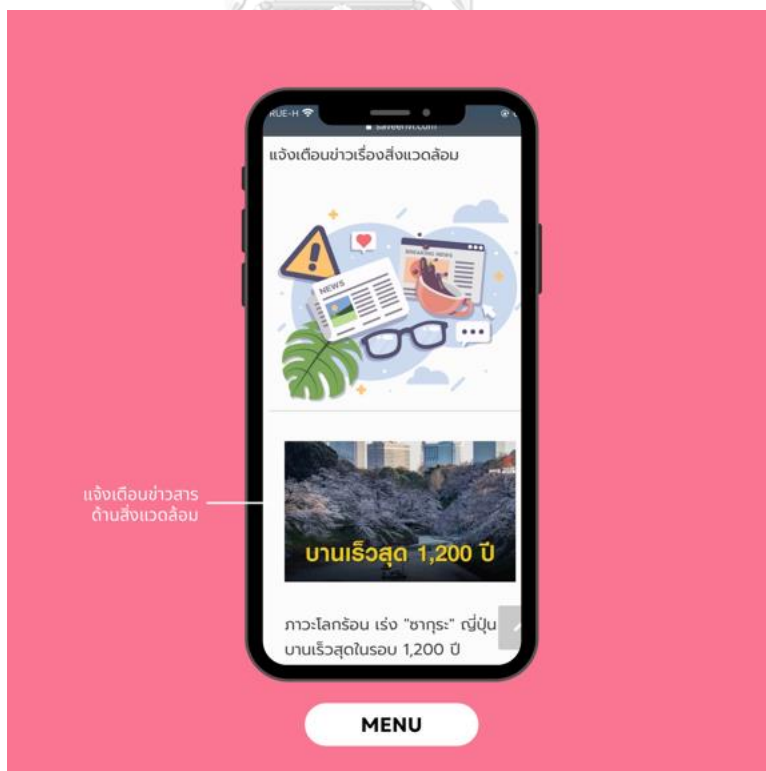 TRUE-H
saveenvi.com
แจ้งเตือนข่าวเรื่องสิ่งแวดล้อม
BREAKING NEWS
NEWS
แจ้งเตือนข่าวสาร
ด้านสิ่งแวดล้อม
บานเร็วสุด 1,200 ปี
ภาวะโลกร้อน เร่ง "ซากุระ" ญี่ปุ่น
บานเร็วสุดในรอบ 1,200 ปี
MENU